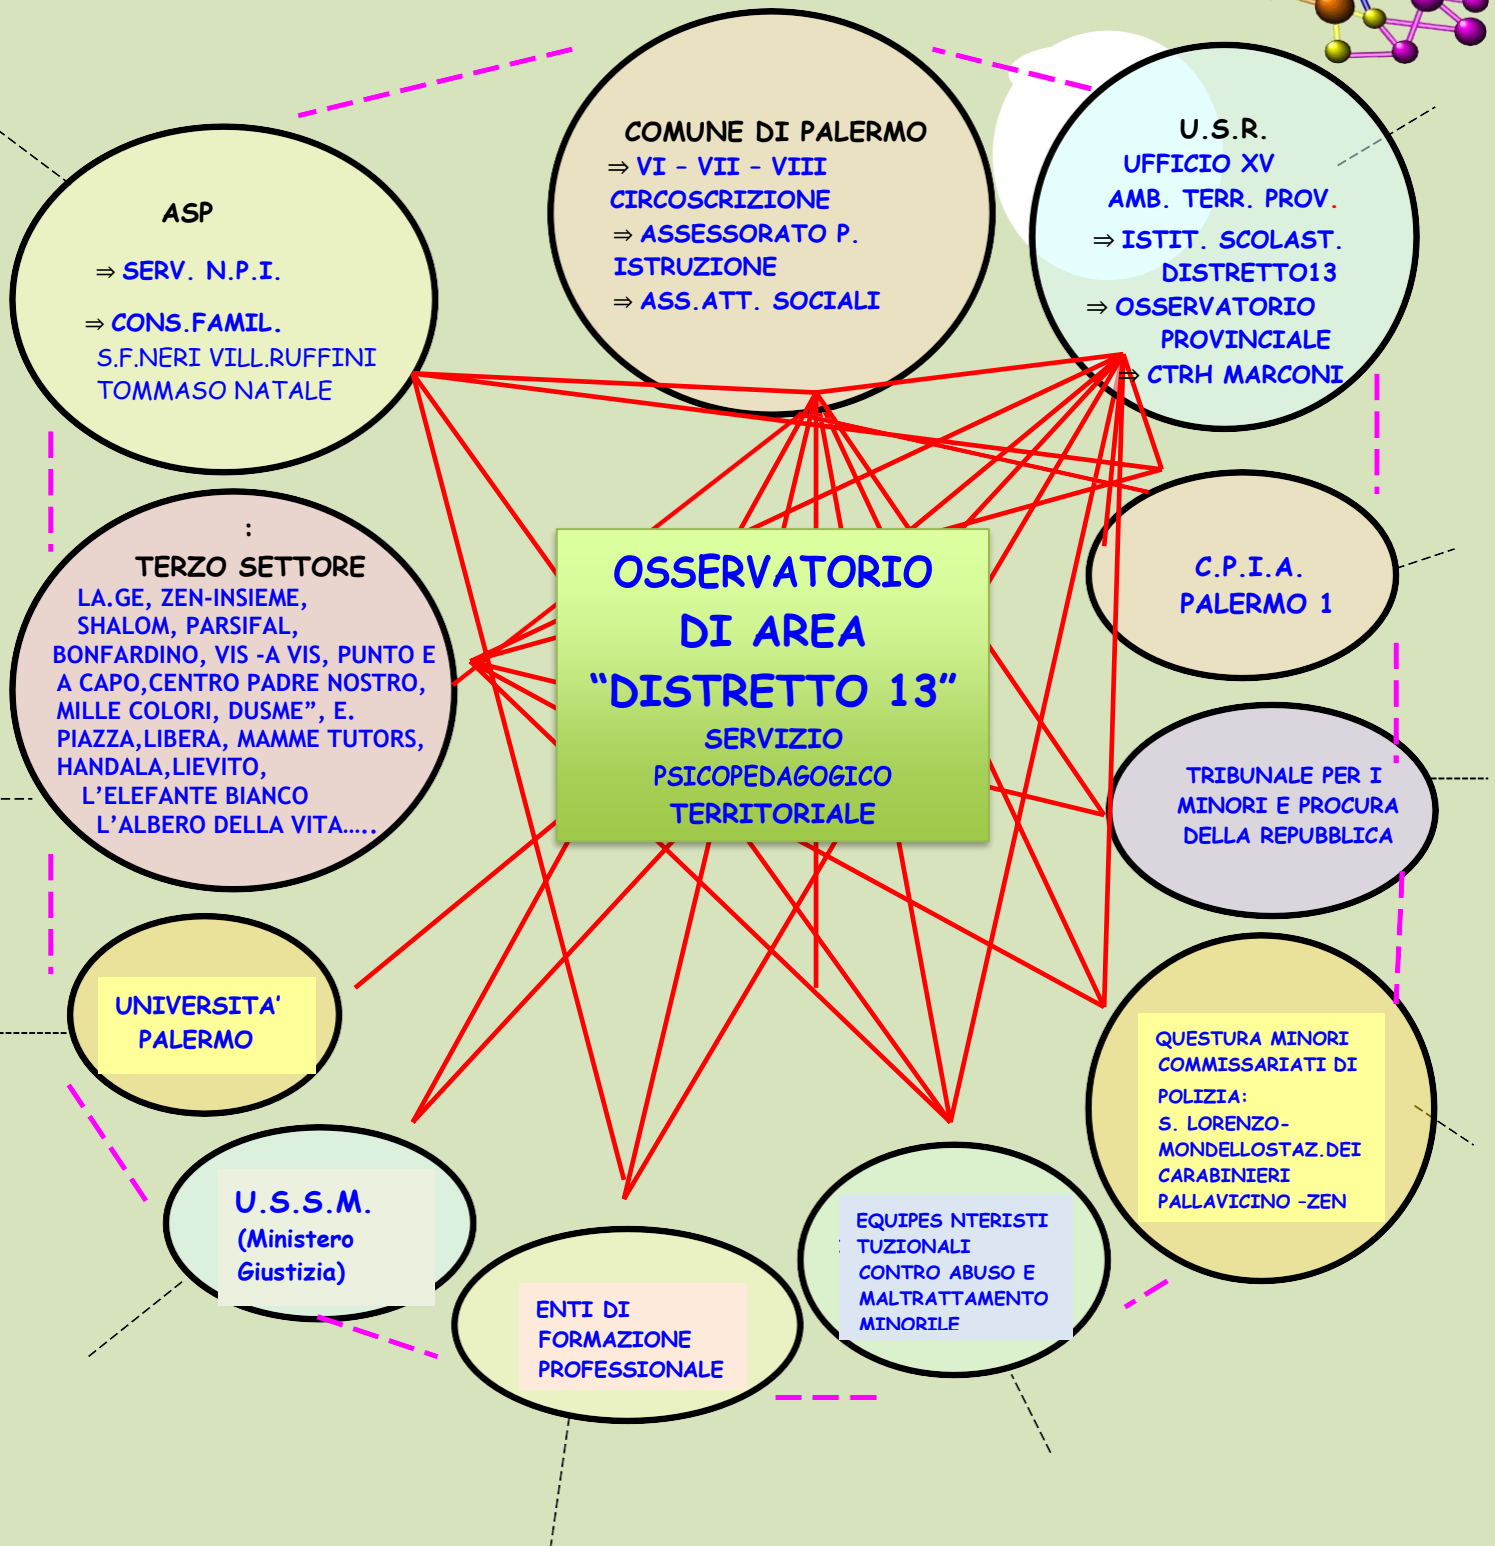 COMUNE DI PALERMO
⇒ VI – VII – VIII
CIRCOSCRIZIONE
⇒ ASSESSORATO P.
ISTRUZIONE
⇒ ASS.ATT. SOCIALI
U.S.R.
UFFICIO XV
AMB. TERR. PROV.
⇒ ISTIT. SCOLAST.
DISTRETTO13
⇒ OSSERVATORIO
PROVINCIALE
⇒ CTRH MARCONI
ASP
⇒ SERV. N.P.I.
⇒ CONS.FAMIL.
S.F.NERI VILL.RUFFINI
TOMMASO NATALE
:
TERZO SETTORE
LA.GE, ZEN-INSIEME,
SHALOM, PARSIFAL,
BONFARDINO, VIS -A VIS, PUNTO E
A CAPO,CENTRO PADRE NOSTRO,
MILLE COLORI, DUSME”, E.
PIAZZA,LIBERA, MAMME TUTORS,
HANDALA,LIEVITO,
L’ELEFANTE BIANCO
L’ALBERO DELLA VITA…..
OSSERVATORIO
DI AREA
“DISTRETTO 13”
SERVIZIO
PSICOPEDAGOGICO
TERRITORIALE
C.P.I.A.
PALERMO 1
TRIBUNALE PER I
MINORI E PROCURA
DELLA REPUBBLICA
UNIVERSITA’
PALERMO
QUESTURA MINORI
COMMISSARIATI DI
POLIZIA:
S. LORENZO-
MONDELLOSTAZ.DEI
CARABINIERI
PALLAVICINO –ZEN
U.S.S.M.
(Ministero
Giustizia)
ENTI DI
FORMAZIONE
PROFESSIONALE
EQUIPES NTERISTI
TUZIONALI
CONTRO ABUSO E
MALTRATTAMENTO
MINORILE